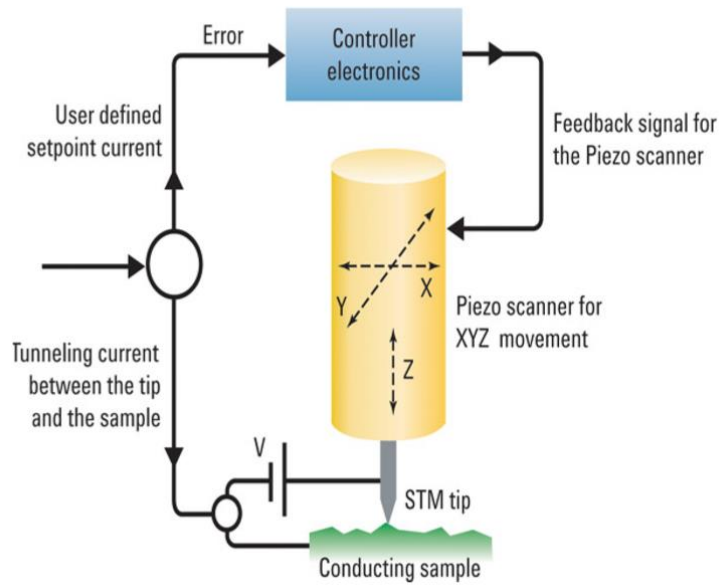 Error
Controller
electronics
User defined
setpoint current
Feedback signal for
the Piezo scanner
Y
X
Piezo scanner for
XYZ movement
Z
Tunneling current
between the tip
and the sample
V
STM tip
Conducting sample